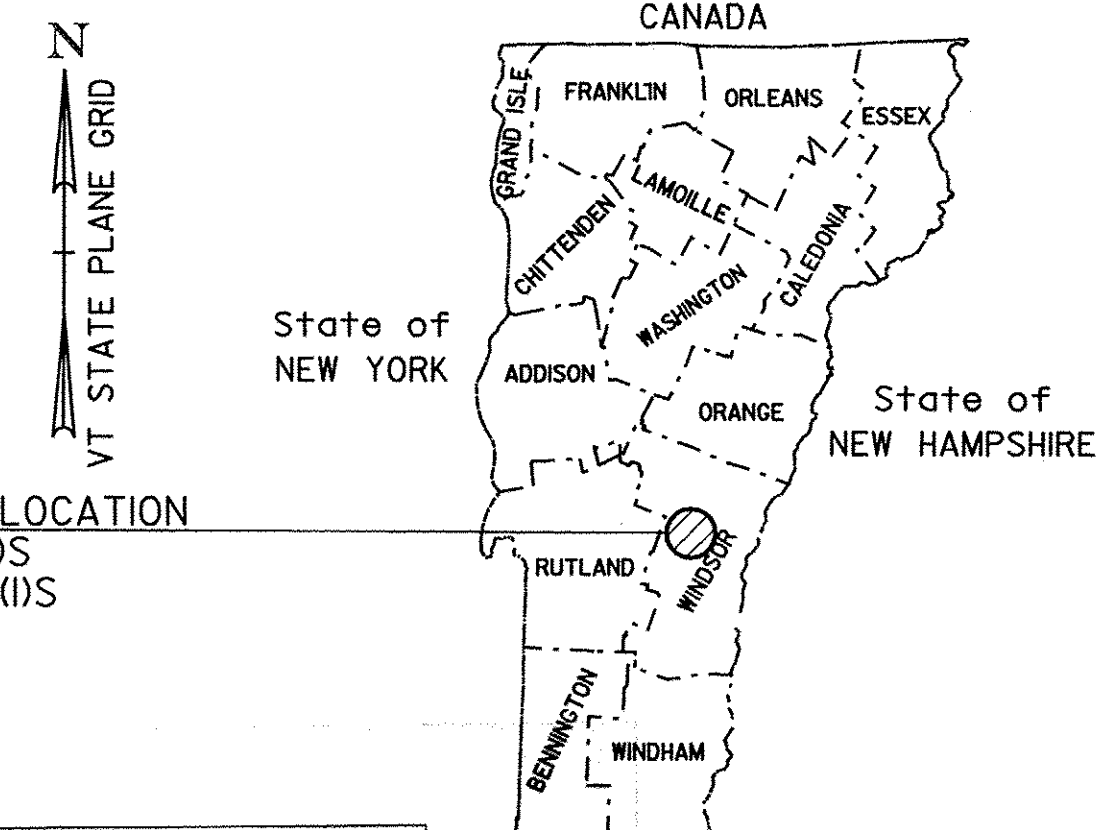 CANADA
N
VT STATE PLANE GRID
GRAND ISLE
FRANKLIN
ORLEANS
ESSEX
LAMOILLE
CHITTENDEN
CALEDONIA
WASHINGTON
State of
NEW YORK
ADDISON
ORANGE
State of
NEW HAMPSHIRE
LOCATION
)S
(1)S
RUTLAND
WINDSOR
BENNINGTON
WINDHAM